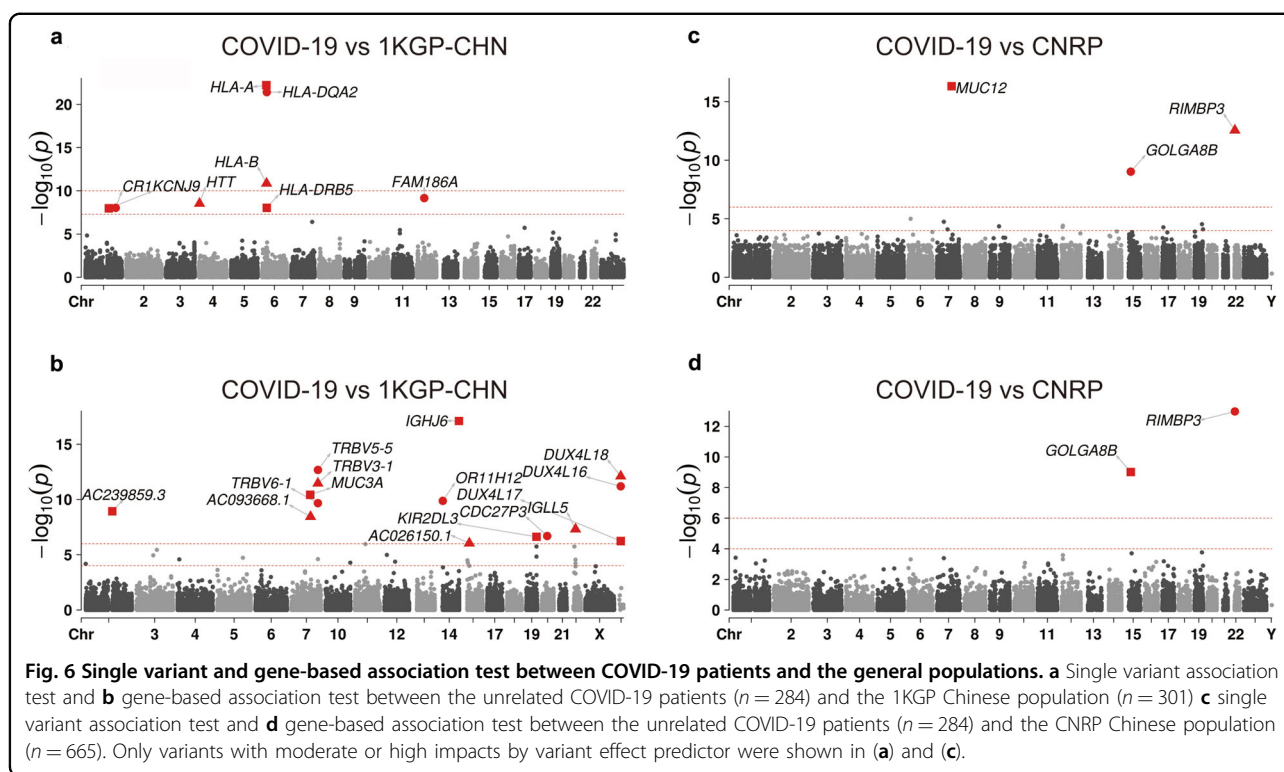 a
COVID-19 vs 1KGP-CHN
−log10(p)
20
15
10
5
0
HLA-A
HLA-DQA2
HLA-B
CR1KCNJ9
HTT
HLA-DRB5
FAM186A
Chr 2 3 4 5 6 7 9 11 13 15 17 19 22
c
COVID-19 vs CNRP
−log10(p)
15
10
5
0
MUC12
RIMBP3
GOLGA8B
Chr 2 3 4 5 6 7 9 11 13 15 17 19 22 Y
b
COVID-19 vs 1KGP-CHN
−log10(p)
15
10
5
0
IGHJ6
TRBV5-5
TRBV3-1
TRBV6-1
MUC3A
AC093668.1
AC239859.3
OR11H12
DUX4L18
DUX4L16
DUX4L17
IGLL5
CDC27P3
KIR2DL3
AC026150.1
Chr 3 4 5 6 7 10 12 14 17 19 21 X
d
COVID-19 vs CNRP
−log10(p)
12
10
8
6
4
2
0
RIMBP3
GOLGA8B
Chr 2 3 4 5 6 7 9 11 13 15 17 19 22 Y
Fig. 6 Single variant and gene-based association test between COVID-19 patients and the general populations. a Single variant association
test and b gene-based association test between the unrelated COVID-19 patients (n = 284) and the 1KGP Chinese population (n = 301) c single
variant association test and d gene-based association test between the unrelated COVID-19 patients (n = 284) and the CNRP Chinese population
(n = 665). Only variants with moderate or high impacts by variant effect predictor were shown in (a) and (c).